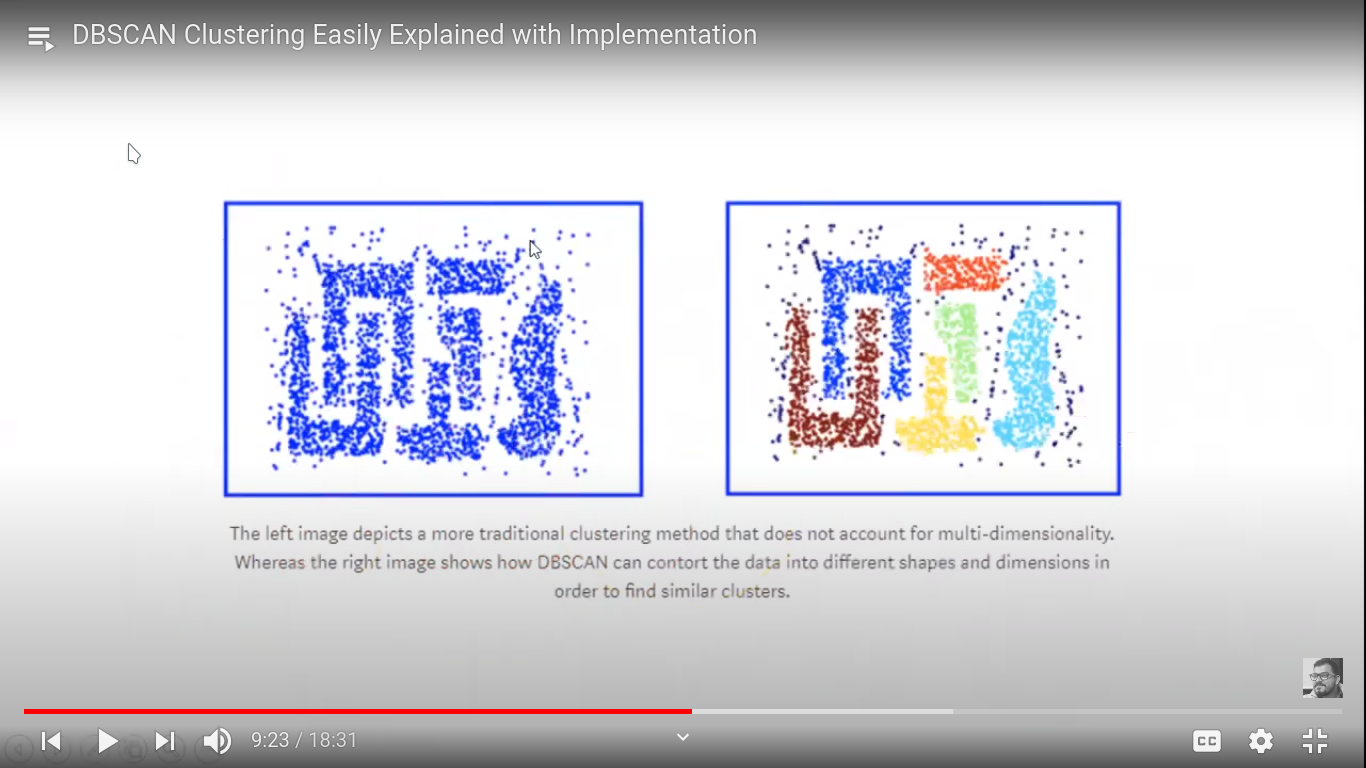 DBSCAN Clustering Easily Explained with Implementation
The left image depicts a more traditional clustering method that does not account for multi-dimensionality.
Whereas the right image shows how DBSCAN can contort the data into different shapes and dimensions in
order to find similar clusters.
9:23 / 18:31
CC